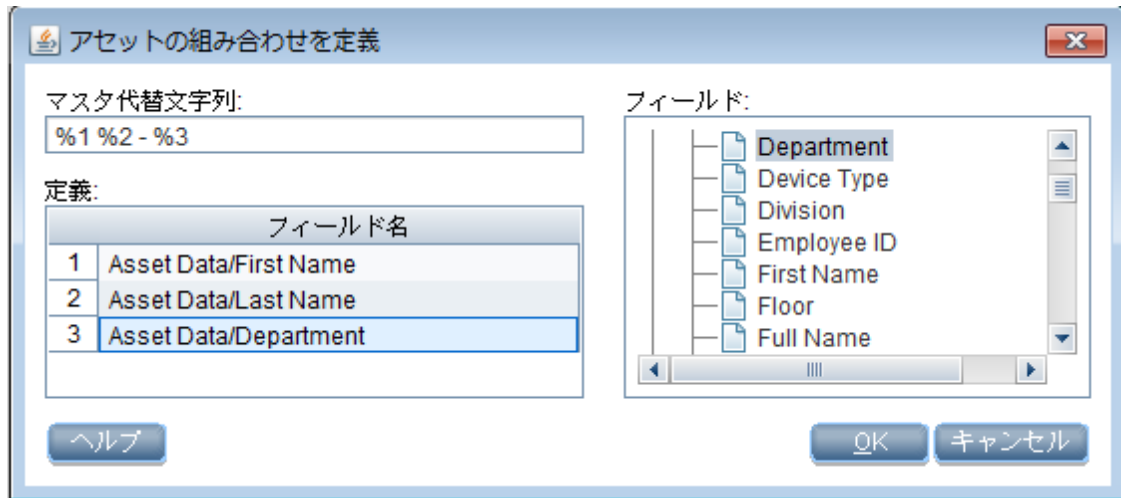 アセットの組み合わせを定義
マスタ代替文字列:
%1 %2 - %3
定義:
フィールド名
1 Asset Data/First Name
2 Asset Data/Last Name
3 Asset Data/Department
フィールド:
Department
Device Type
Division
Employee ID
First Name
Floor
Full Name
ヘルプ
OK
キャンセル